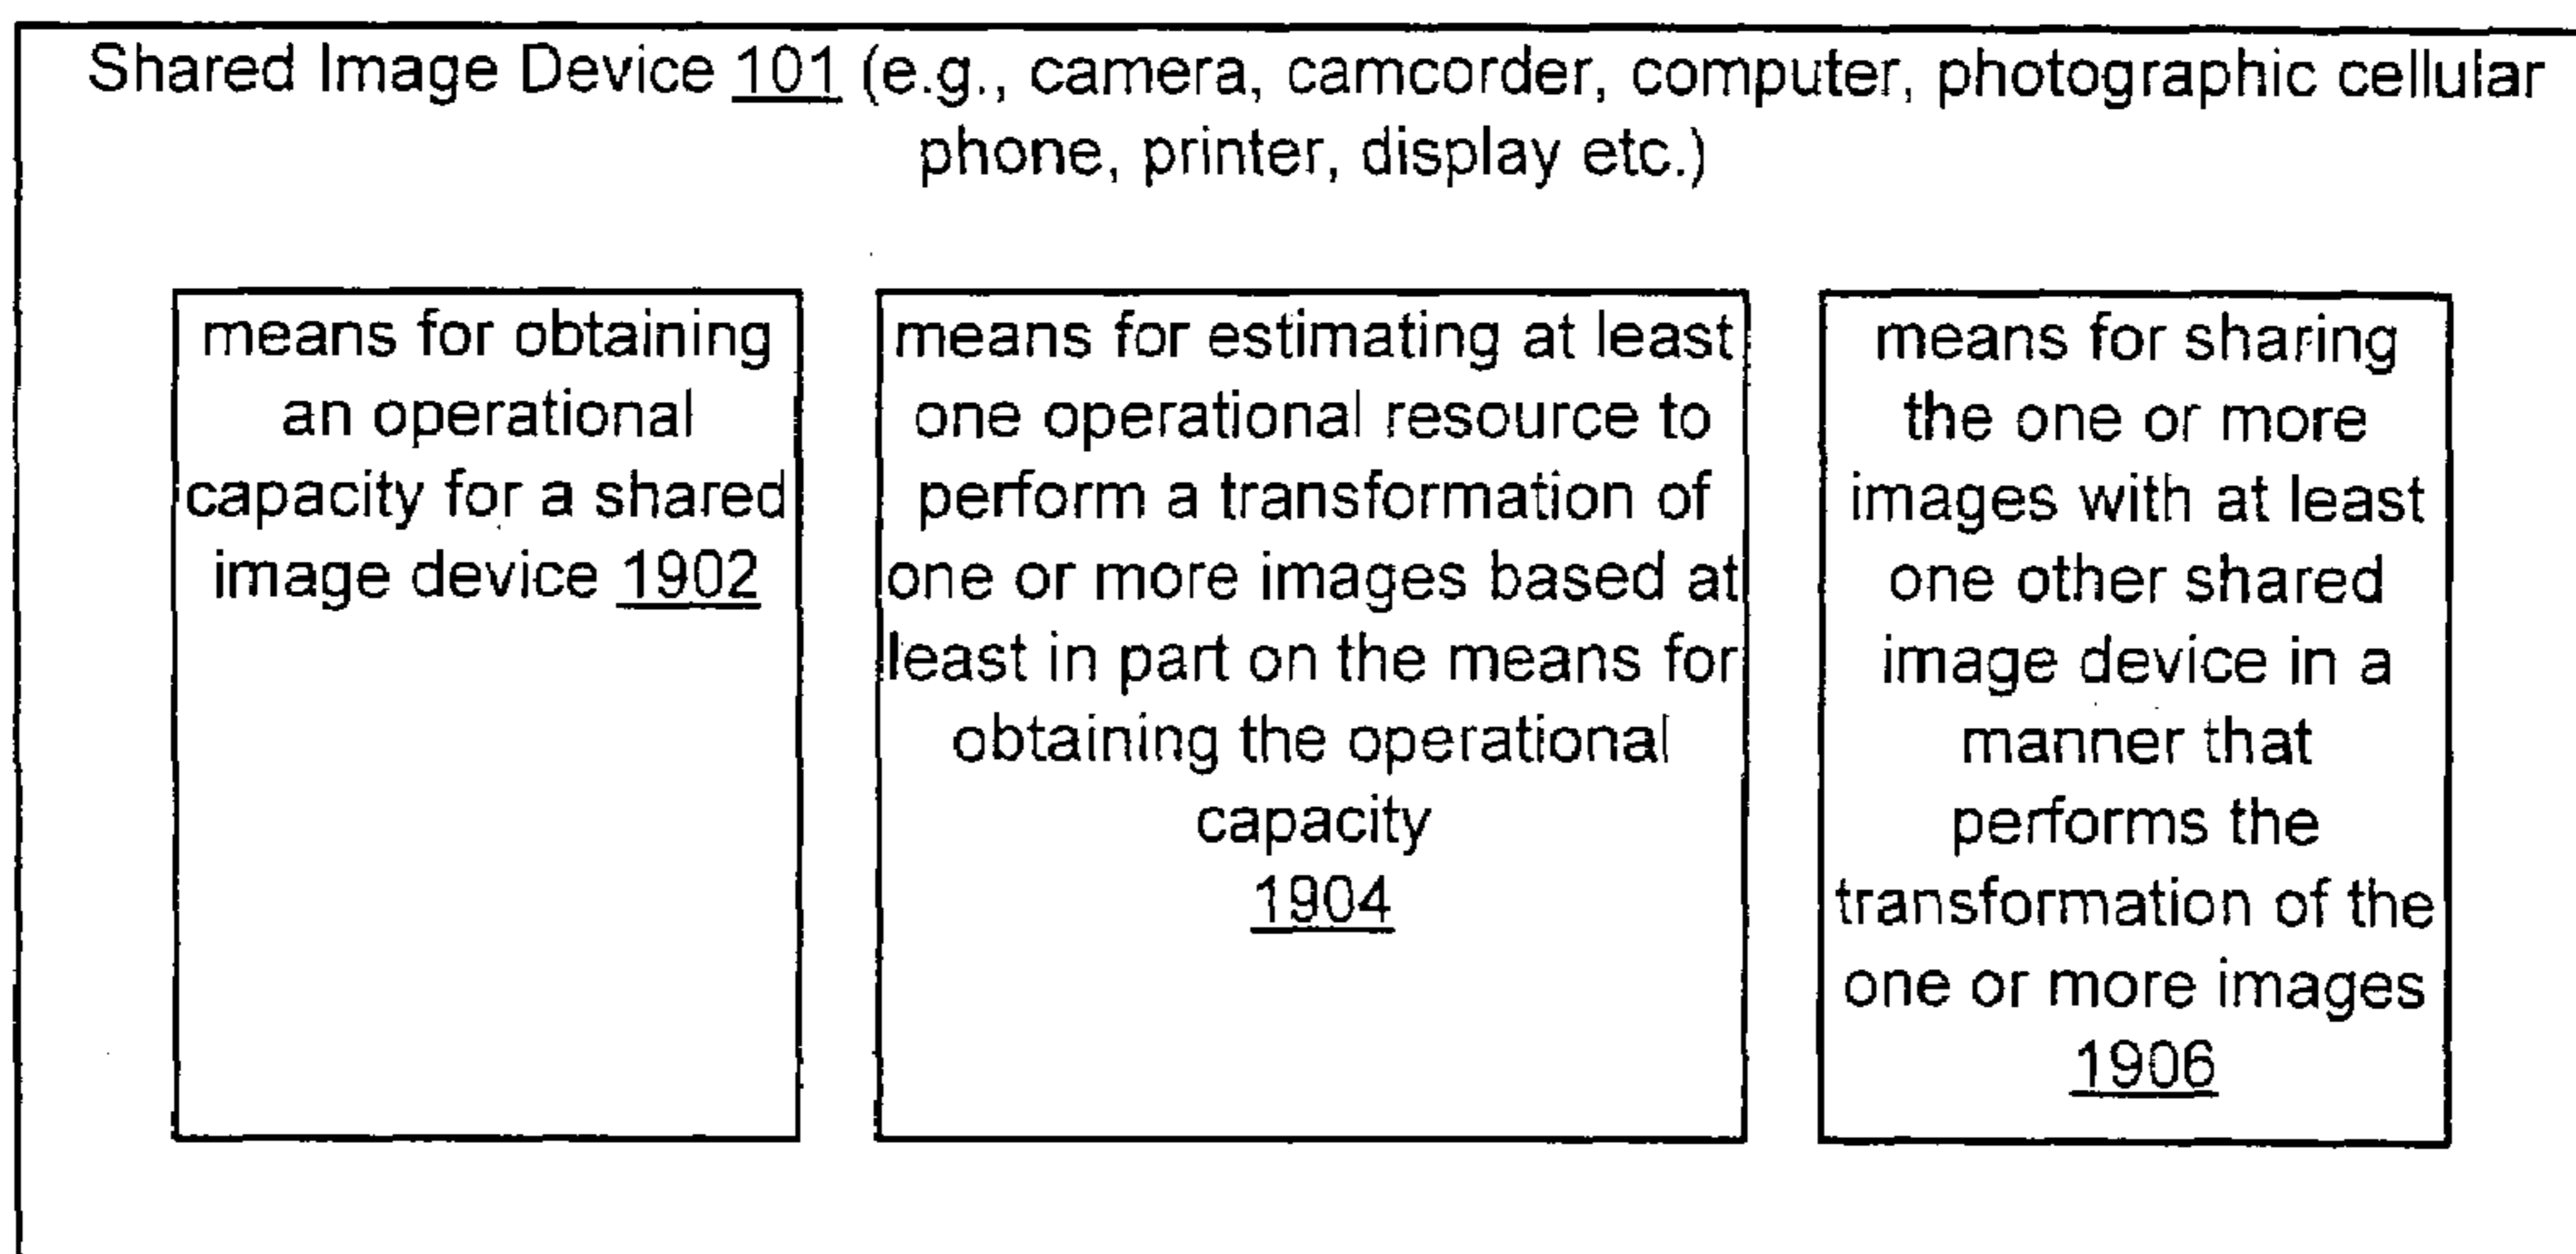 Shared Image Device 101 (e.g., camera, camcorder, computer, photographic cellular
phone, printer, display etc.)
means for obtaining
an operational
capacity for a shared
image device 1902
means for estimating at least
one operational resource to
perform a transformation of
one or more images based at
least in part on the means for
obtaining the operational
capacity
1904
means for sharing
the one or more
images with at least
one other shared
image device in a
manner that
performs the
transformation of the
one or more images
1906